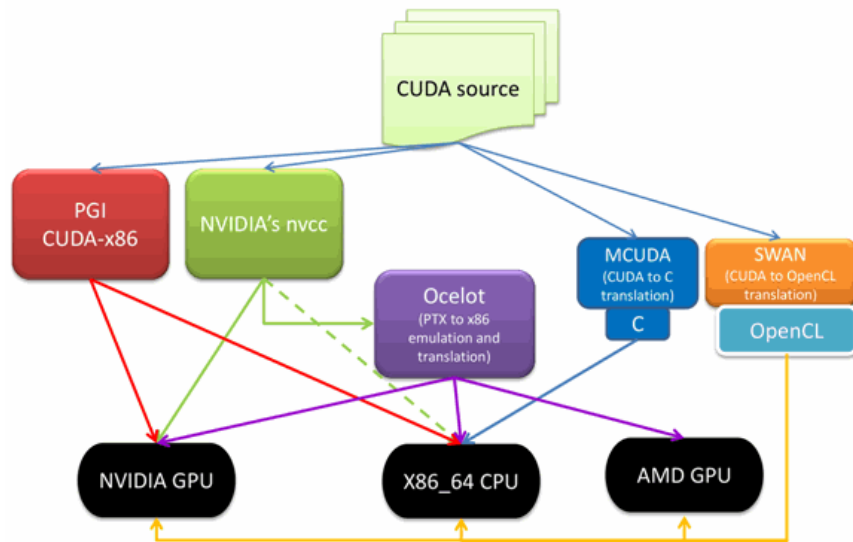 CUDA source
PGI
CUDA-x86
NVIDIA's nvcc
Ocelot
(PTX to x86
emulation and
translation)
MCUDA
(CUDA to C
translation)
C
SWAN
(CUDA to OpenCL
translation)
OpenCL
NVIDIA GPU
X86_64 CPU
AMD GPU